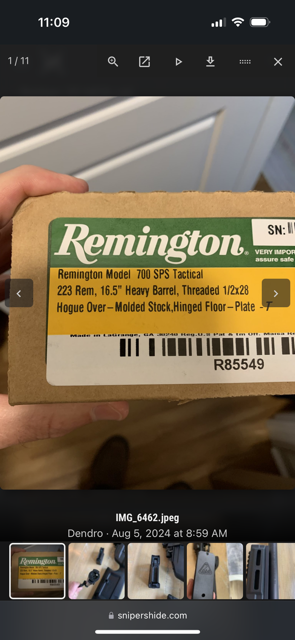 11:09
1 / 11
Remington®
SN:
VERY IMPOR
assure safe
Remington Model 700 SPS Tactical
223 Rem, 16.5" Heavy Barrel, Threaded 1/2x28
Hogue Over-Molded Stock,Hinged Floor-Plate -T
R85549
IMG_6462.jpeg
Dendro · Aug 5, 2024 at 8:59 AM
Remington
snipershide.com